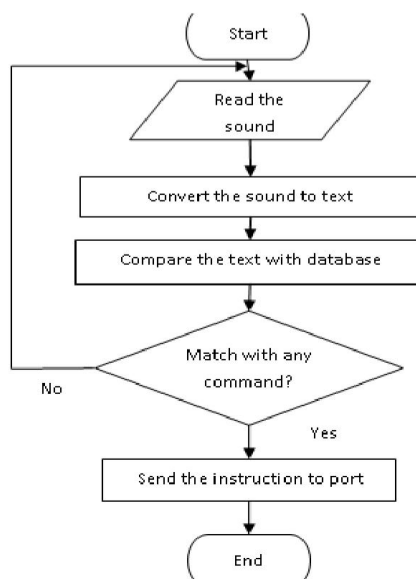 Start
Read the
sound
Convert the sound to text
Compare the text with database
Match with any
command?
No
Yes
Send the instruction to port
End